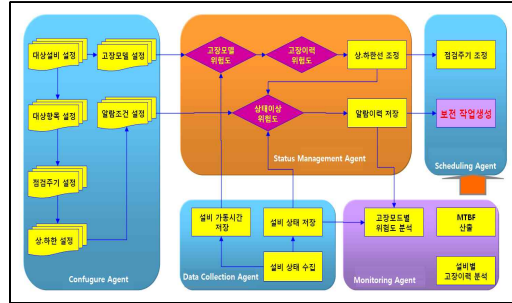 대상설비 설정
고장모델 설정
고장모델
위험도
고장이력
위험도
상.하한선 조정
점검주기 조정
대상항목 설정
알람조건 설정
상태이상
위험도
알람이력 저장
보전 작업생성
Status Management Agent
Scheduling Agent
점검주기 설정
상.하한 설정
Confugure Agent
설비 가동시간
저장
설비 상태 저장
설비 상태 수집
Data Collection Agent
고장모드별
위험도 분석
MTBF
산출
설비별
고장이력 분석
Monitoring Agent